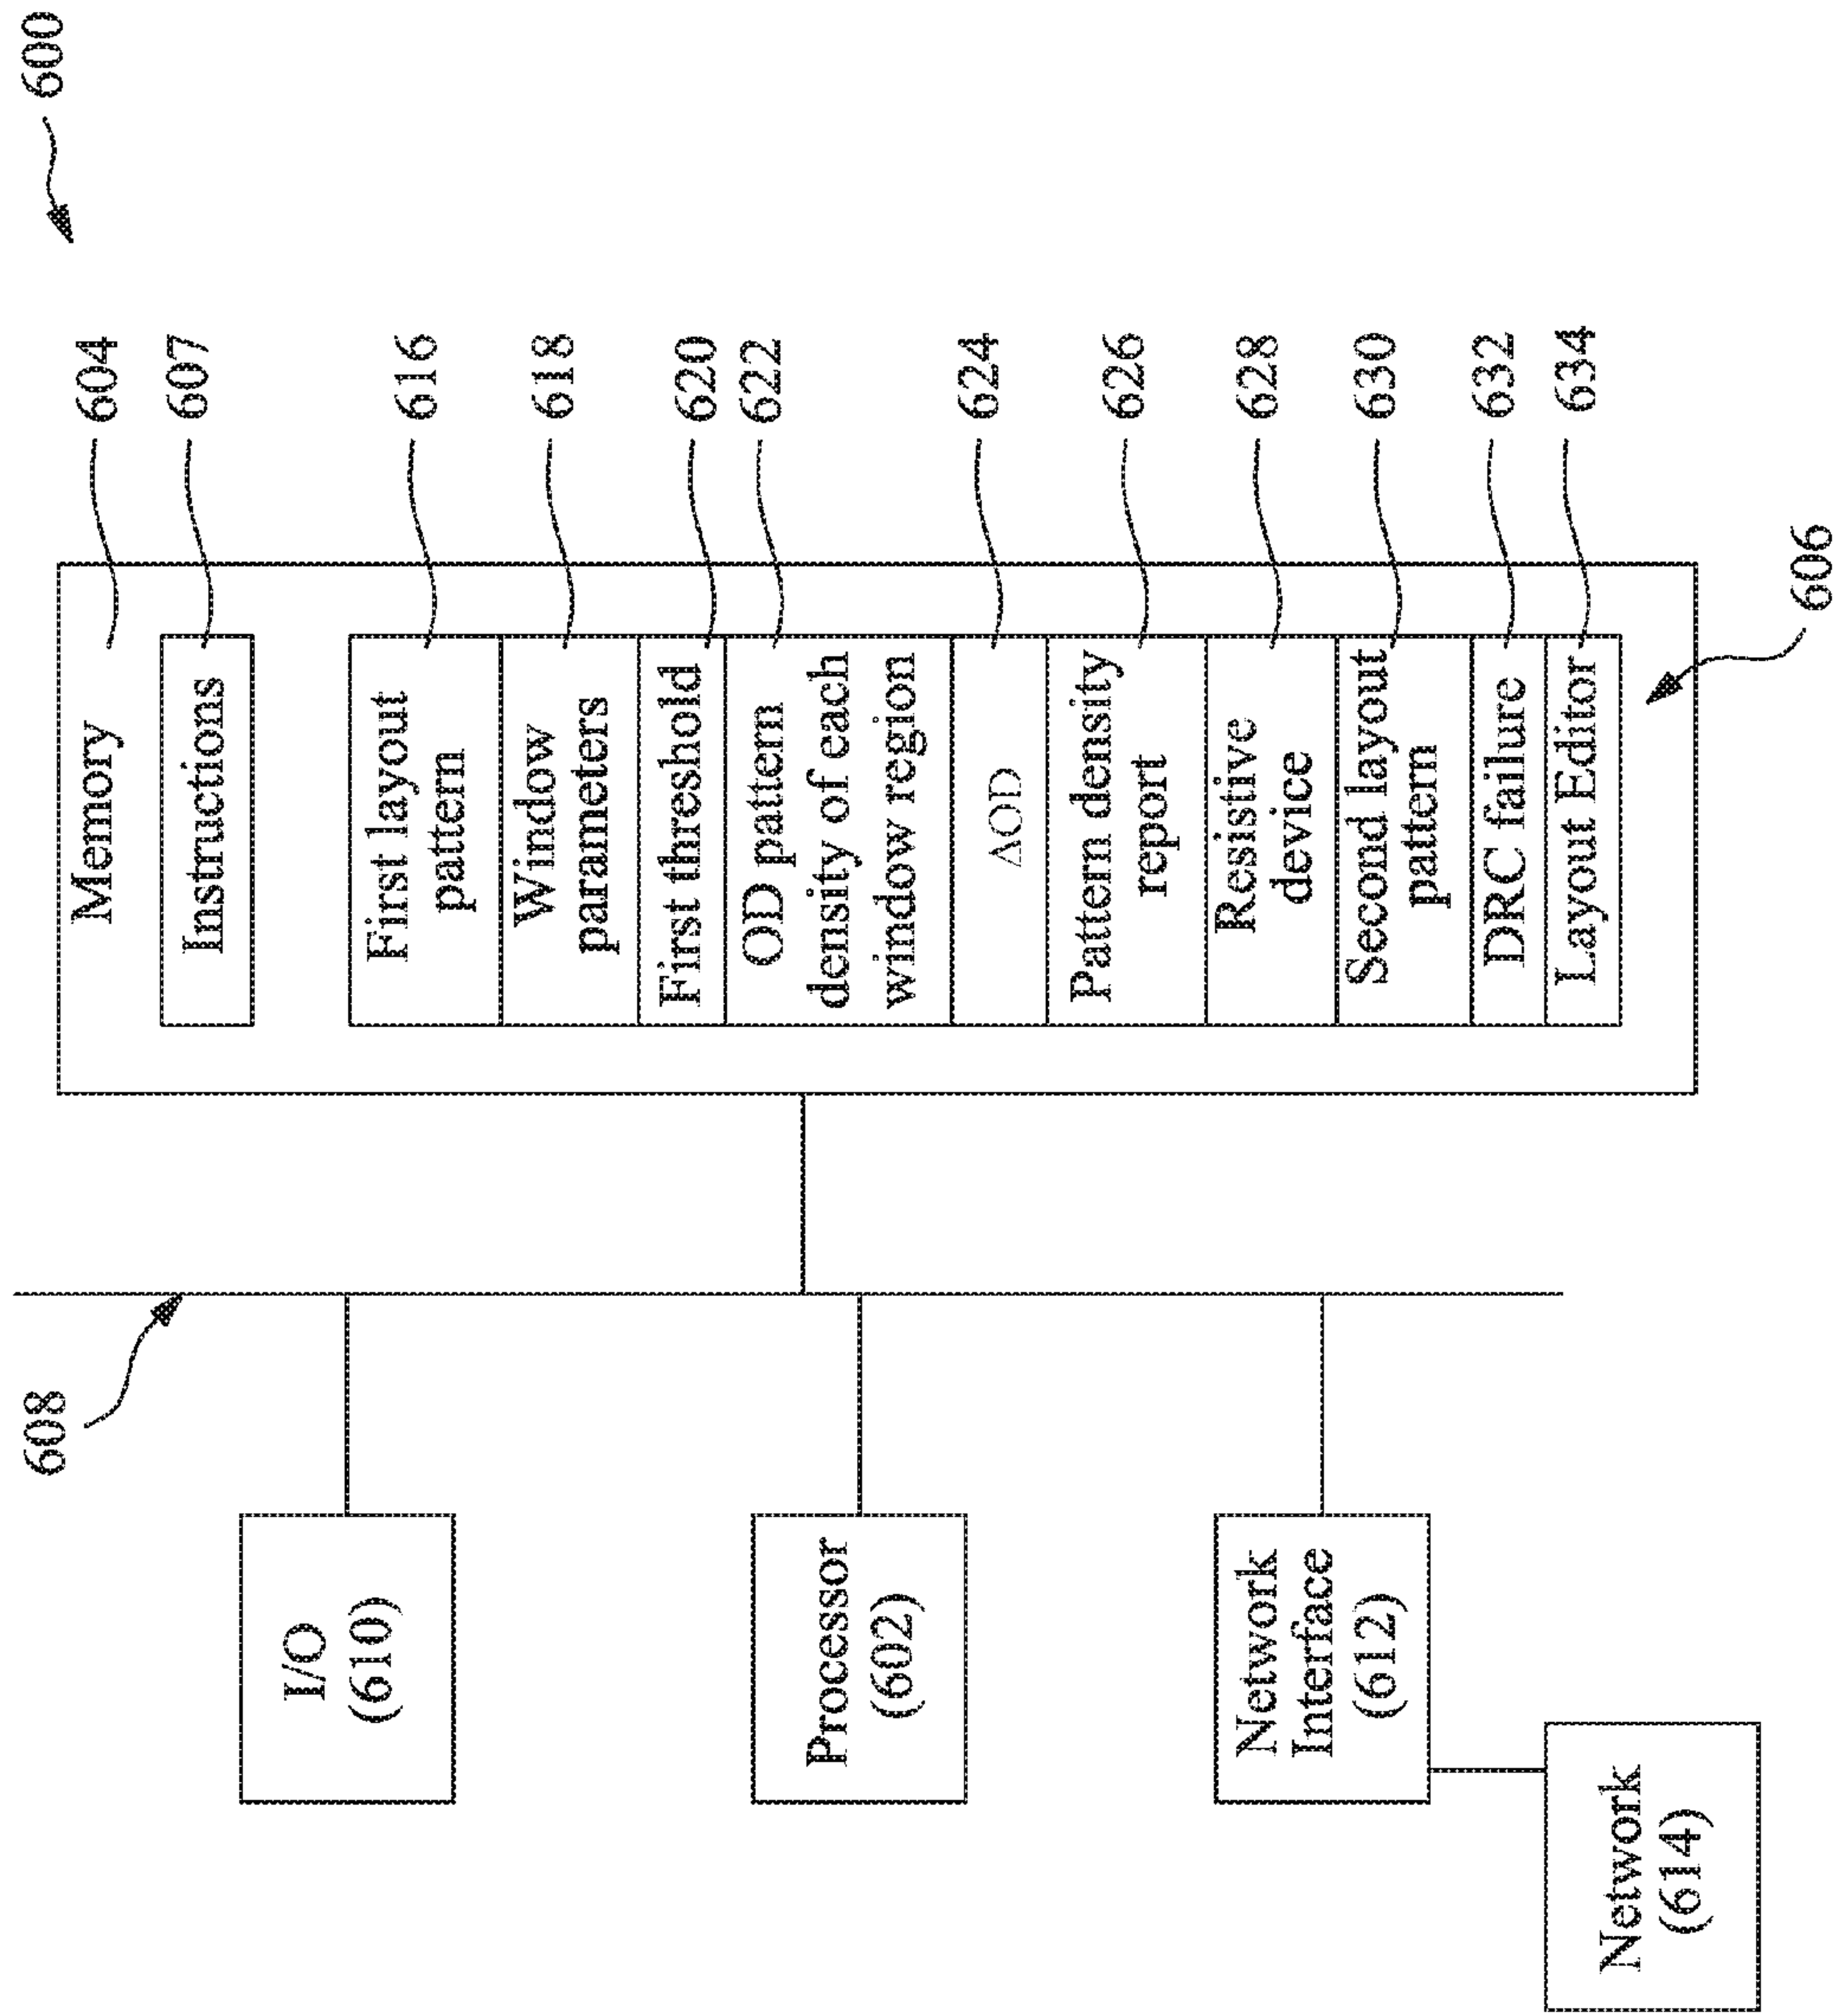 600
608
I/O
(610)
Processor
(602)
Network
Interface
(612)
Network
(614)
Memory
604
Instructions
607
First layout
pattern
616
Window
parameters
618
First threshold
620
OD pattern
density of each
window region
622
ΔOD
624
Pattern density
report
626
Resistive
device
628
Second layout
pattern
630
DRC failure
632
Layout Editor
634
606